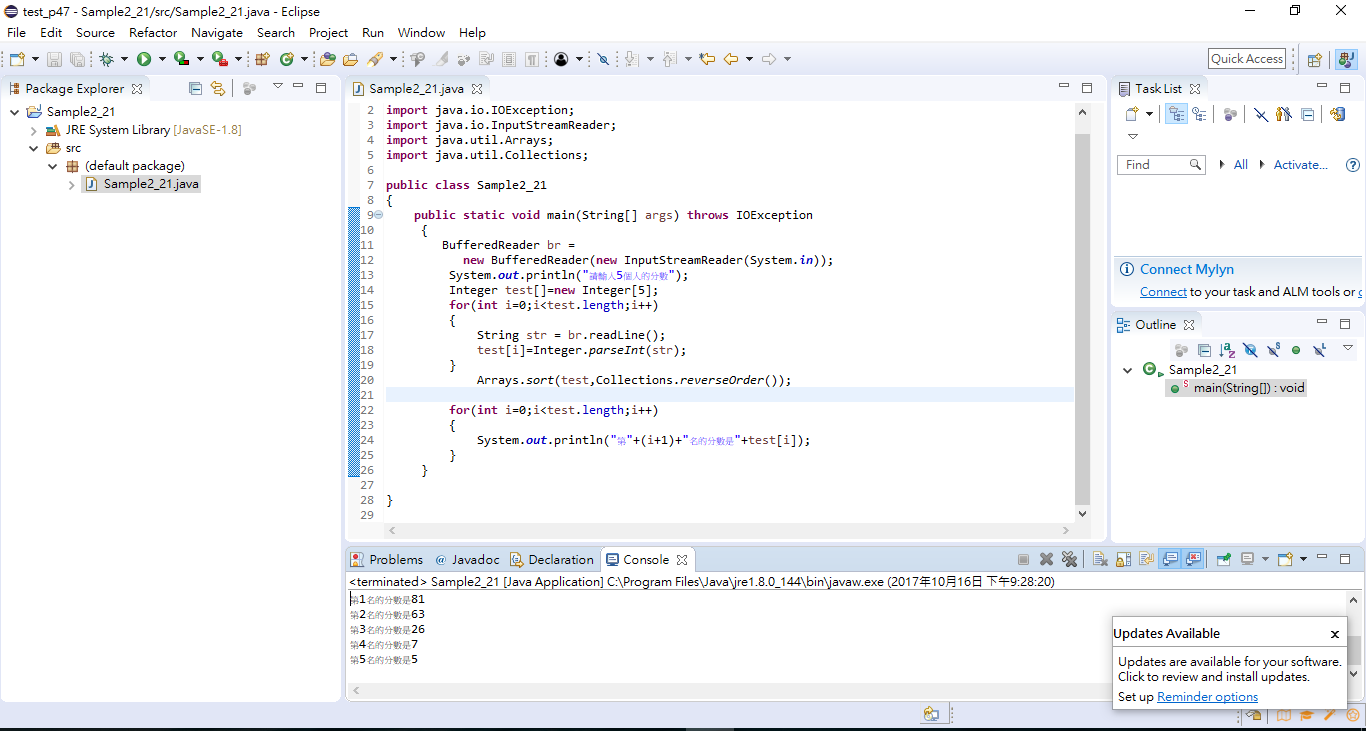 test_p47 - Sample2_21/src/Sample2_21.java - Eclipse
File Edit Source Refactor Navigate Search Project Run Window Help
Quick Access
Package Explorer
Sample2_21
JRE System Library [JavaSE-1.8]
src
(default package)
Sample2_21.java
Sample2_21.java
2 import java.io.IOException;
3 import java.io.InputStreamReader;
4 import java.util.Arrays;
5 import java.util.Collections;
6
7 public class Sample2_21
8 {
9 public static void main(String[] args) throws IOException
10 {
11 BufferedReader br =
12 new BufferedReader(new InputStreamReader(System.in));
13 System.out.println("請輸入5個人的分數");
14 Integer test[]=new Integer[5];
15 for(int i=0;i<test.length;i++)
16 {
17 String str = br.readLine();
18 test[i]=Integer.parseInt(str);
19 }
20 Arrays.sort(test,Collections.reverseOrder());
21
22 for(int i=0;i<test.length;i++)
23 {
24 System.out.println("第"+(i+1)+"名的分數是"+test[i]);
25 }
26 }
27
28 }
29
Task List
Find All Activate...
Connect Mylyn
Connect to your task and ALM tools or
Outline
Sample2_21
main(String[]) : void
Problems @ Javadoc Declaration Console
<terminated> Sample2_21 [Java Application] C:\Program Files\Java\jre1.8.0_144\bin\javaw.exe (2017年10月16日 下午9:28:20)
第1名的分數是81
第2名的分數是63
第3名的分數是26
第4名的分數是7
第5名的分數是5
Updates Available
Updates are available for your software.
Click to review and install updates.
Set up Reminder options